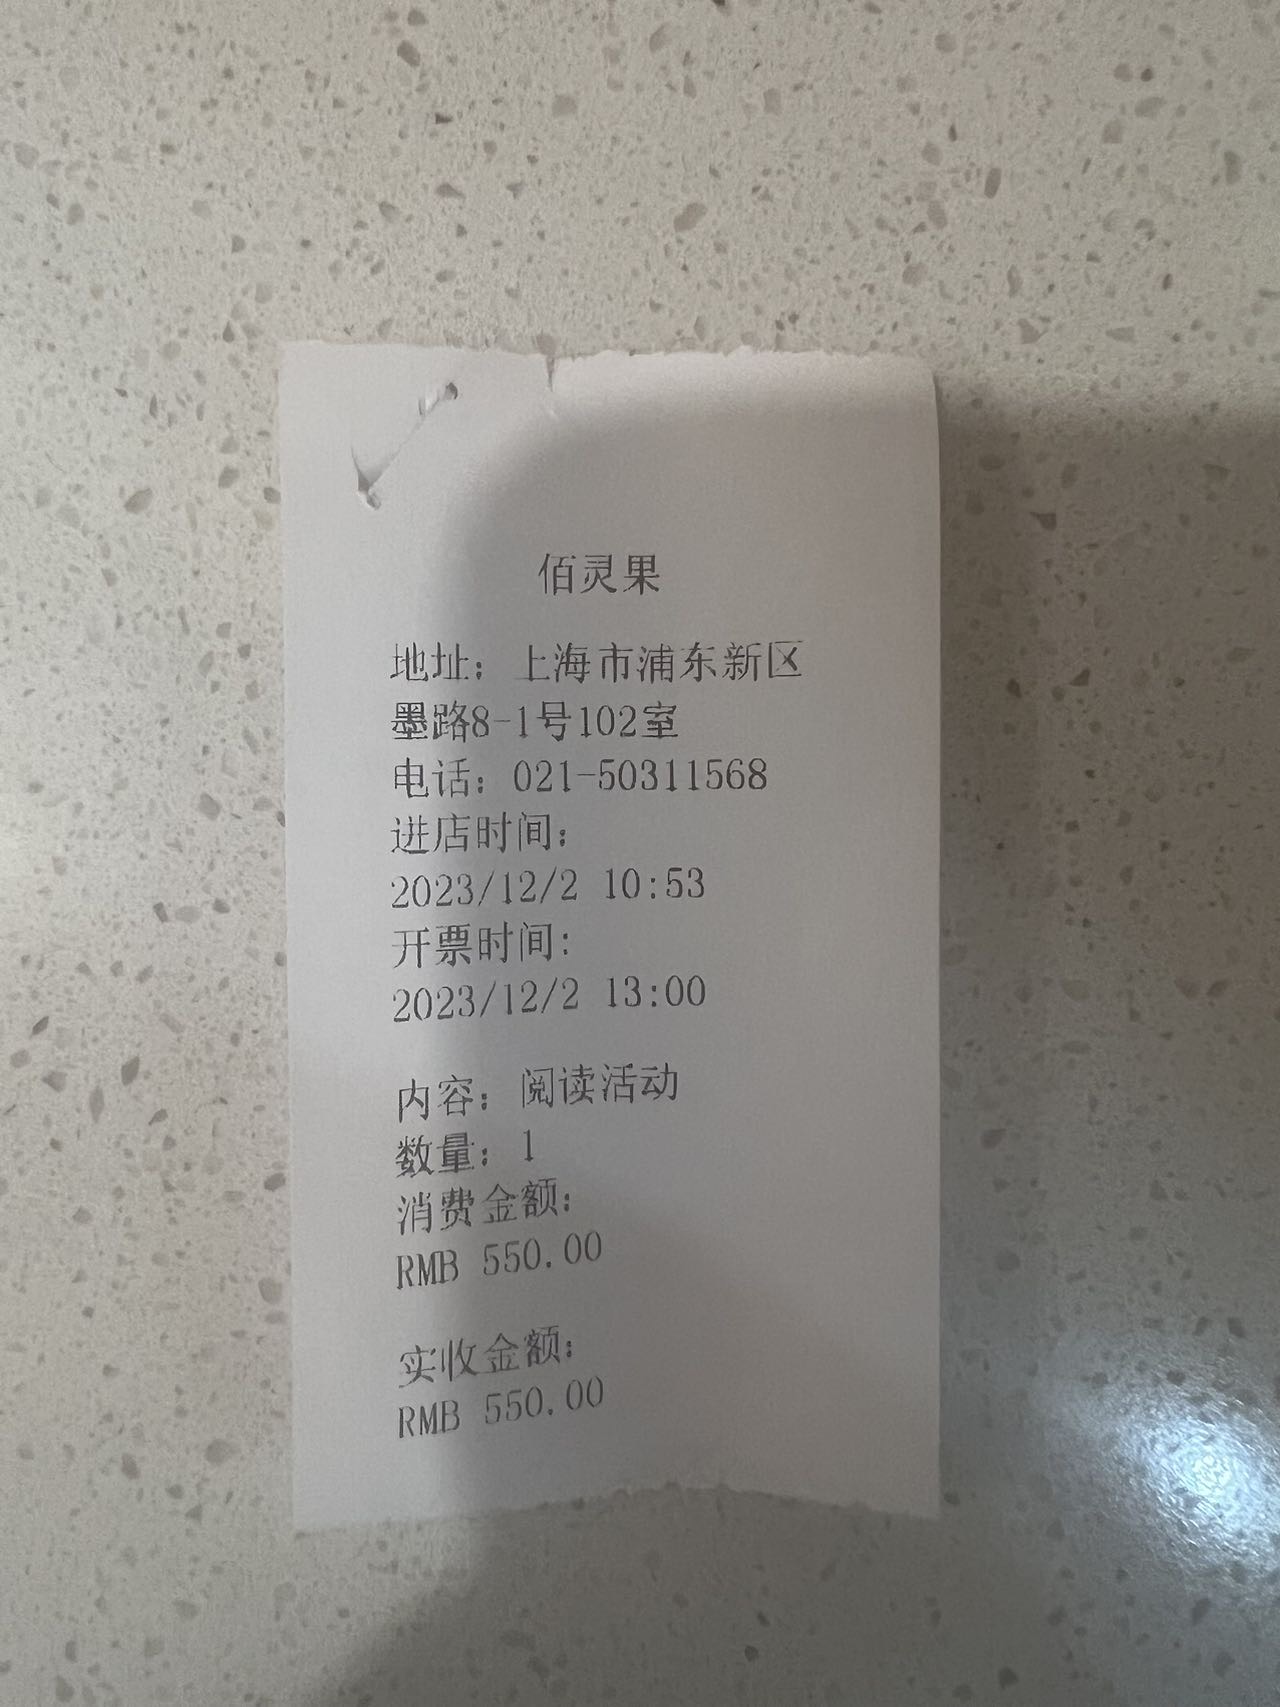 佰灵果
地址：上海市浦东新区
墨路8-1号102室
电话：021-50311568
进店时间：
2023/12/2 10:53
开票时间：
2023/12/2 13:00
内容：阅读活动
数量：1
消费金额：
RMB 550.00
实收金额：
RMB 550.00